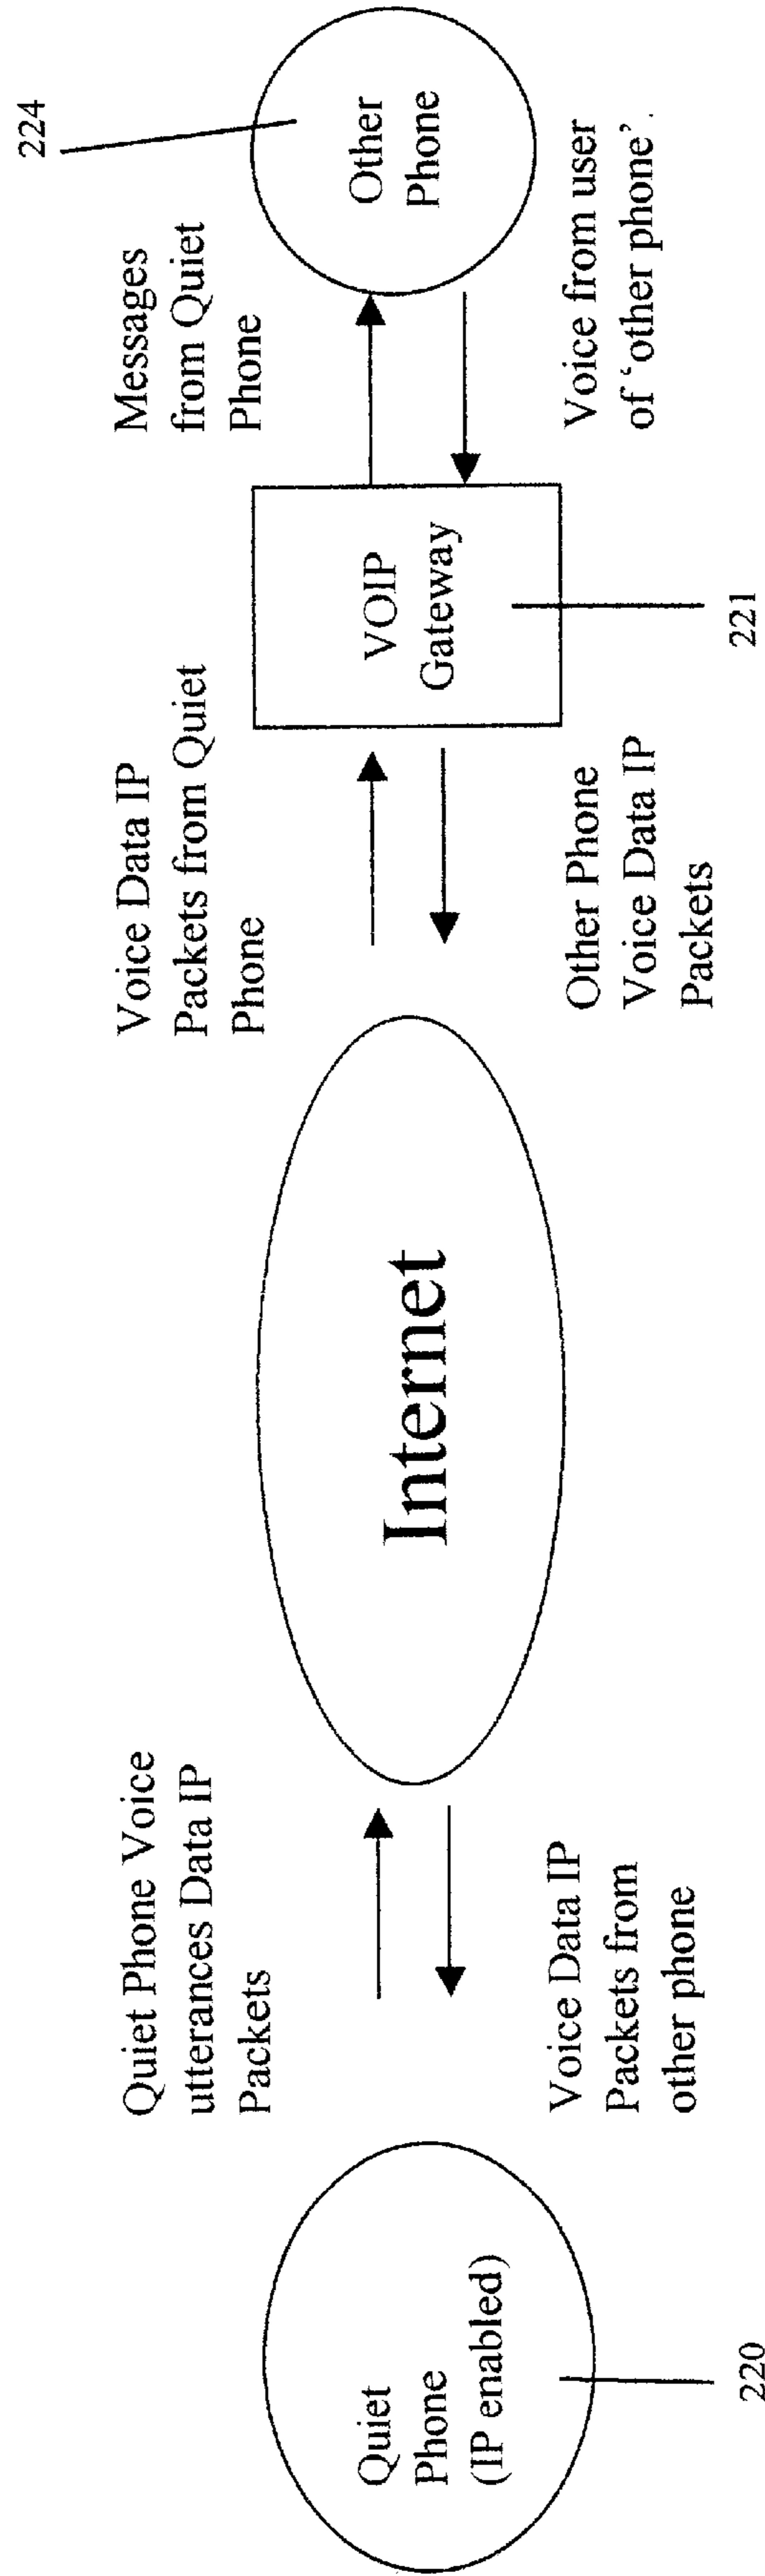 Quiet
Phone
(IP enabled)
220
Quiet Phone Voice
utterances Data IP
Packets
Voice Data IP
Packets from
other phone
Internet
Voice Data IP
Packets from Quiet
Phone
Other Phone
Voice Data IP
Packets
VOIP
Gateway
221
Messages
from Quiet
Phone
Voice from user
of ‘other phone’.
Other
Phone
224